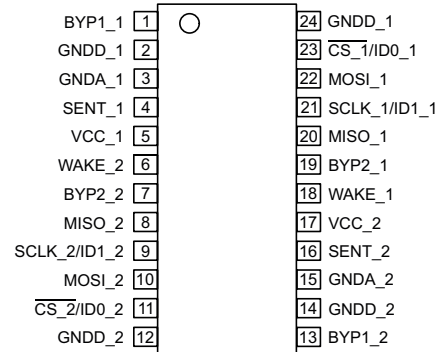 BYP1_1 1 24 GNDD_1
GNDD_1 2 23 CS_1/ID0_1
GNDA_1 3 22 MOSI_1
SENT_1 4 21 SCLK_1/ID1_1
VCC_1 5 20 MISO_1
WAKE_2 6 19 BYP2_1
BYP2_2 7 18 WAKE_1
MISO_2 8 17 VCC_2
SCLK_2/ID1_2 9 16 SENT_2
MOSI_2 10 15 GNDA_2
CS_2/ID0_2 11 14 GNDD_2
GNDD_2 12 13 BYP1_2